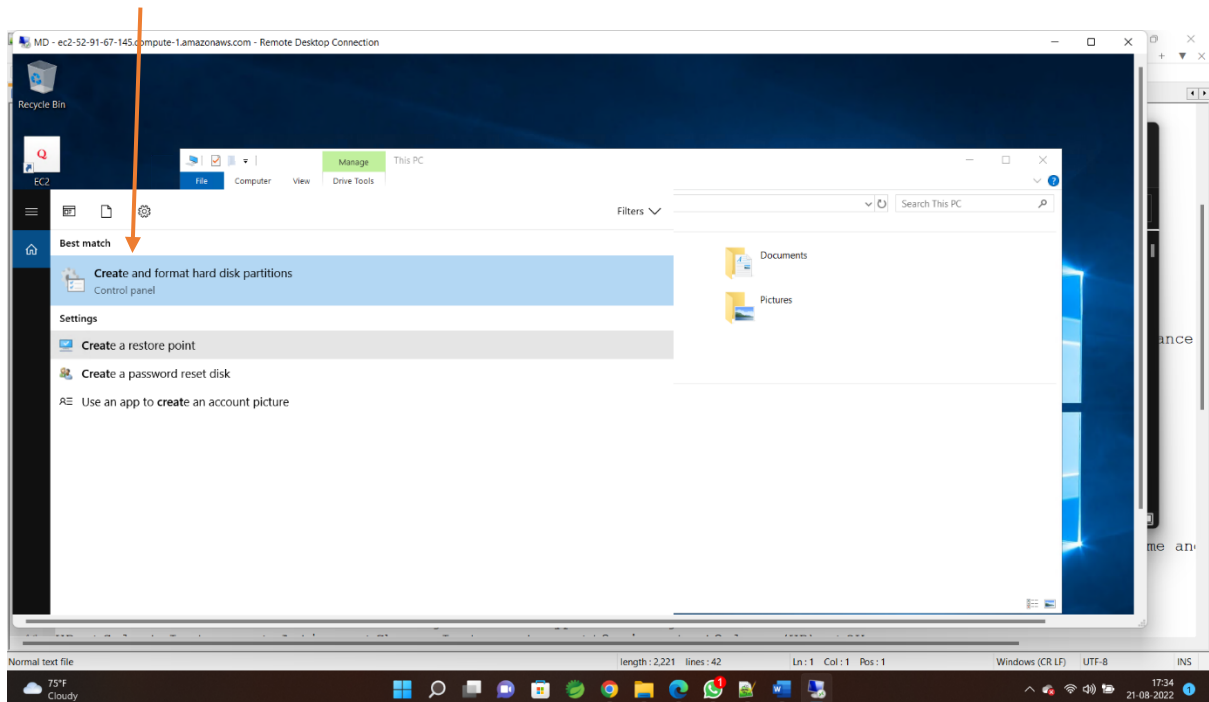 MD - ec2-52-91-67-145.compute-1.amazonaws.com - Remote Desktop Connection
Recycle Bin
EC2
Manage This PC
File Computer View Drive Tools
Filters
Search This PC
Best match
Create and format hard disk partitions
Control panel
Documents
Settings
Pictures
Create a restore point
ance
Create a password reset disk
Use an app to create an account picture
me an
Normal text file length : 2,221 lines : 42 Ln : 1 Col : 1 Pos : 1 Windows (CR LF) UTF-8 INS
75°F
Cloudy
1
17:34
21-08-2022
1